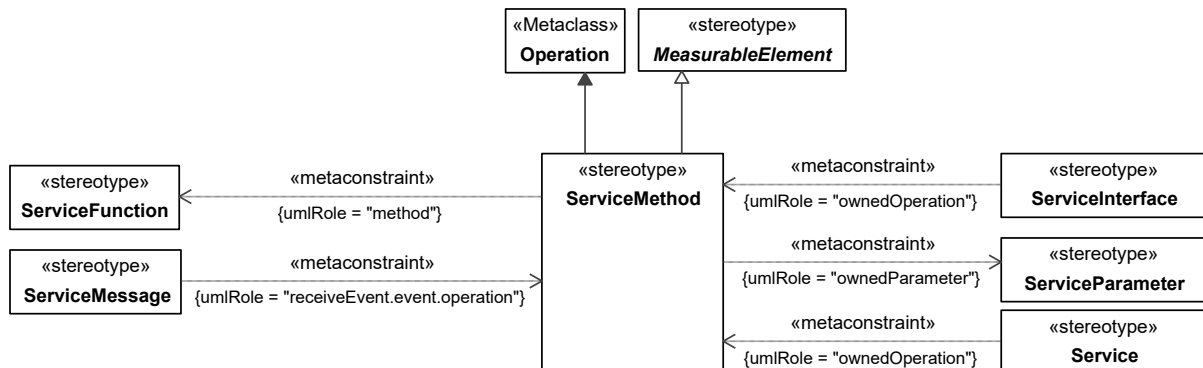 «Metaclass»
Operation
«stereotype»
MeasurableElement
«stereotype»
ServiceFunction
«metaconstraint»
{umlRole = "method"}
«stereotype»
ServiceMessage
«metaconstraint»
{umlRole = "receiveEvent.event.operation"}
«stereotype»
ServiceMethod
«metaconstraint»
{umlRole = "ownedOperation"}
«stereotype»
ServiceInterface
«metaconstraint»
{umlRole = "ownedParameter"}
«stereotype»
ServiceParameter
«metaconstraint»
{umlRole = "ownedOperation"}
«stereotype»
Service